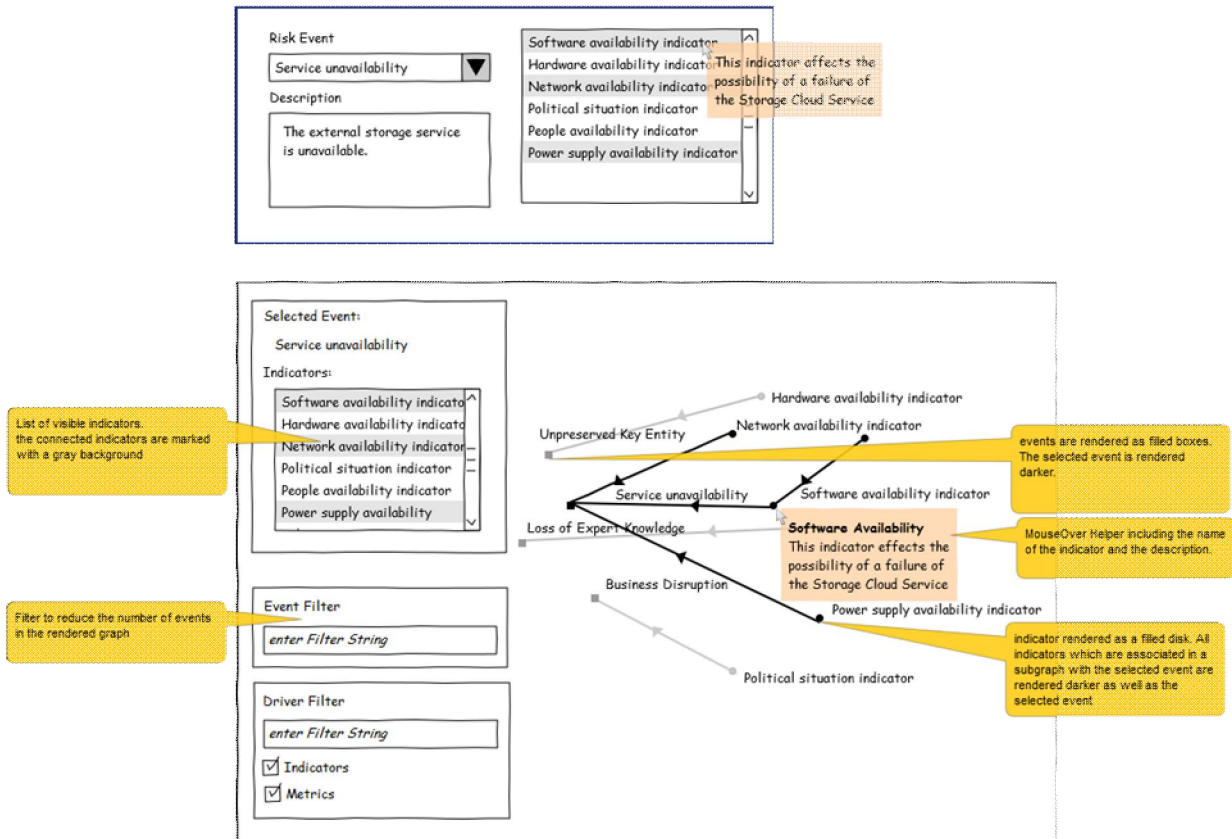 Risk Event
Service unavailability
Description
The external storage service
is unavailable.
Software availability indicator
Hardware availability indicator
Network availability indicator
Political situation indicator
People availability indicator
Power supply availability indicator
This indicator affects the
possibility of a failure of
the Storage Cloud Service
Selected Event:
Service unavailability
Indicators:
Software availability indicato
Hardware availability indicato
Network availability indicator
Political situation indicator
People availability indicator
Power supply availability
List of visible indicators.
the connected indicators are marked
with a gray background
Event Filter
enter Filter String
Filter to reduce the number of events
in the rendered graph
Driver Filter
enter Filter String
Indicators
Metrics
Hardware availability indicator
Network availability indicator
Unpreserved Key Entity
Service unavailability
Software availability indicator
Loss of Expert Knowledge
Software Availability
This indicator effects the
possibility of a failure of
the Storage Cloud Service
Business Disruption
Power supply availability indicator
Political situation indicator
events are rendered as filled boxes.
The selected event is rendered
darker.
MouseOver Helper including the name
of the indicator and the description.
indicator rendered as a filled disk. All
indicators which are associated in a
subgraph with the selected event are
rendered darker as well as the
selected event